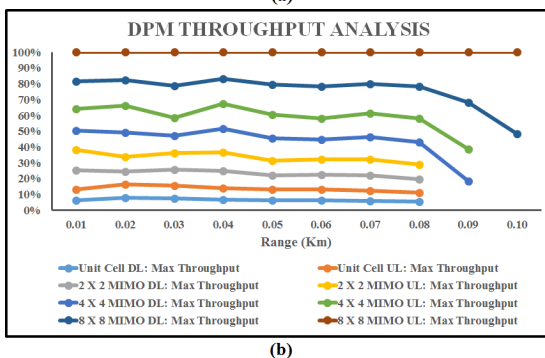 (a)
DPM THROUGHPUT ANALYSIS
100%
90%
80%
70%
60%
50%
40%
30%
20%
10%
0%
0.01 0.02 0.03 0.04 0.05 0.06 0.07 0.08 0.09 0.10
Range (Km)
Unit Cell DL: Max Throughput Unit Cell UL: Max Throughput
2 X 2 MIMO DL: Max Throughput 2 X 2 MIMO UL: Max Throughput
4 X 4 MIMO DL: Max Throughput 4 X 4 MIMO UL: Max Throughput
8 X 8 MIMO DL: Max Throughput 8 X 8 MIMO UL: Max Throughput
(b)